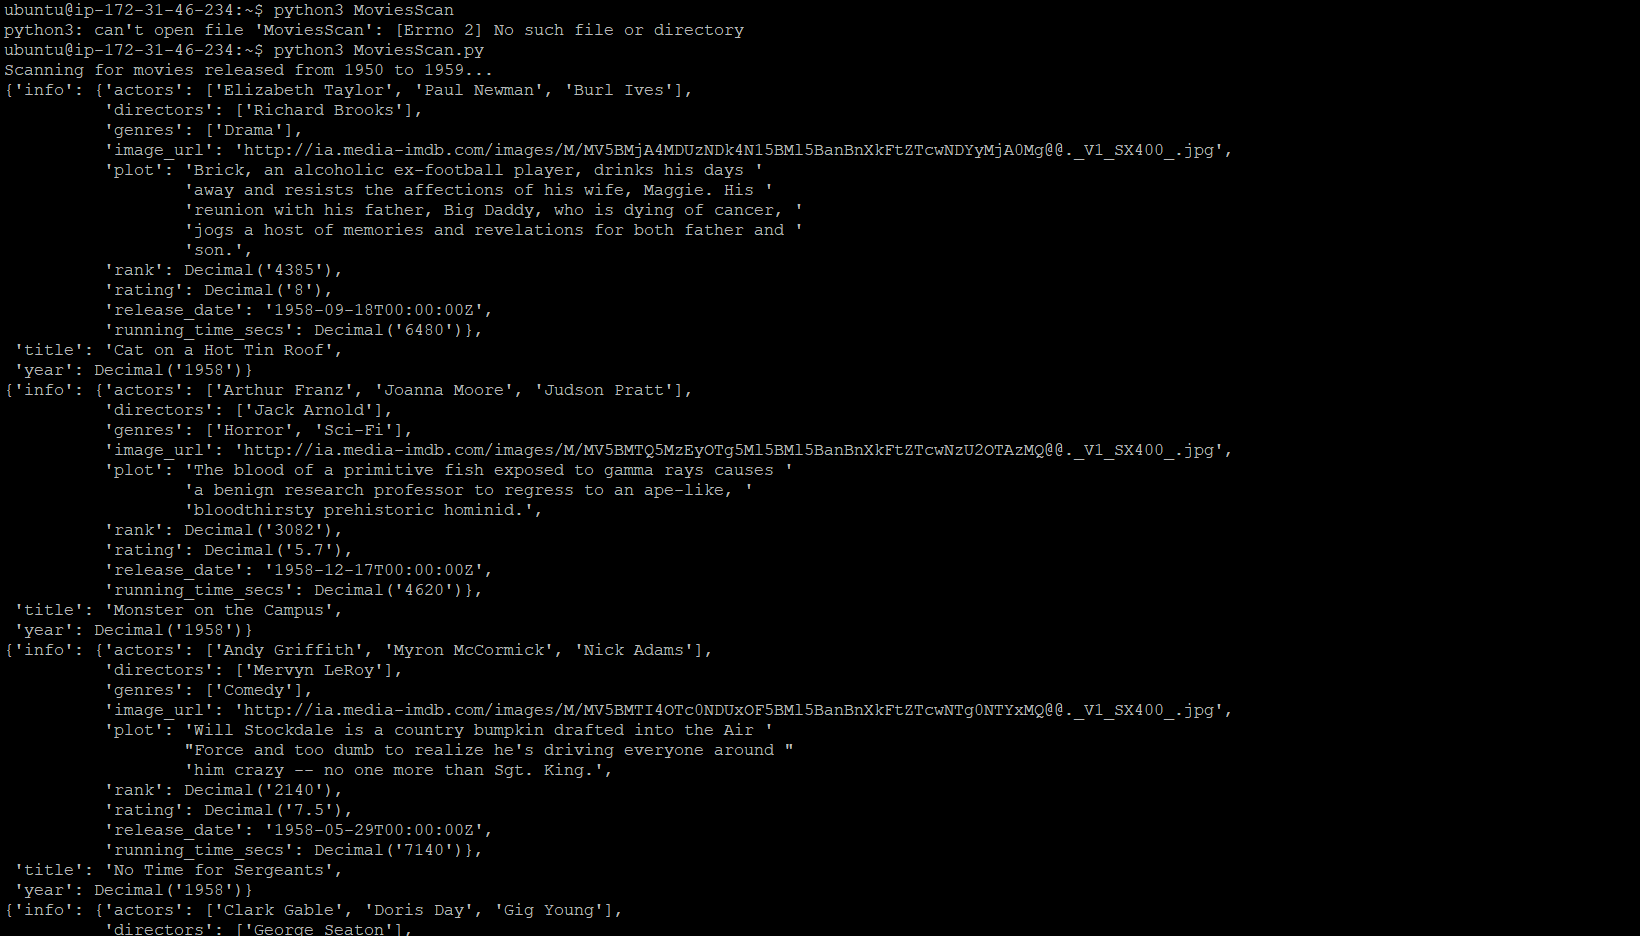 ubuntu@ip-172-31-46-234:~$ python3 MoviesScan
python3: can't open file 'MoviesScan': [Errno 2] No such file or directory
ubuntu@ip-172-31-46-234:~$ python3 MoviesScan.py
Scanning for movies released from 1950 to 1959...
{'info': {'actors': ['Elizabeth Taylor', 'Paul Newman', 'Burl Ives'],
          'directors': ['Richard Brooks'],
          'genres': ['Drama'],
          'image_url': 'http://ia.media-imdb.com/images/M/MV5BMjA4MDUzNDk4N15BMl5BanBnXkFtZTcwNDYyMjA0Mg@@._V1_SX400_.jpg',
          'plot': 'Brick, an alcoholic ex-football player, drinks his days '
                  'away and resists the affections of his wife, Maggie. His '
                  'reunion with his father, Big Daddy, who is dying of cancer, '
                  'jogs a host of memories and revelations for both father and '
                  'son.',
          'rank': Decimal('4385'),
          'rating': Decimal('8'),
          'release_date': '1958-09-18T00:00:00Z',
          'running_time_secs': Decimal('6480')},
 'title': 'Cat on a Hot Tin Roof',
 'year': Decimal('1958')}
{'info': {'actors': ['Arthur Franz', 'Joanna Moore', 'Judson Pratt'],
          'directors': ['Jack Arnold'],
          'genres': ['Horror', 'Sci-Fi'],
          'image_url': 'http://ia.media-imdb.com/images/M/MV5BMTQ5MzEyOTg5Ml5BMl5BanBnXkFtZTcwNzU2OTAzMQ@@._V1_SX400_.jpg',
          'plot': 'The blood of a primitive fish exposed to gamma rays causes '
                  'a benign research professor to regress to an ape-like, '
                  'bloodthirsty prehistoric hominid.',
          'rank': Decimal('3082'),
          'rating': Decimal('5.7'),
          'release_date': '1958-12-17T00:00:00Z',
          'running_time_secs': Decimal('4620')},
 'title': 'Monster on the Campus',
 'year': Decimal('1958')}
{'info': {'actors': ['Andy Griffith', 'Myron McCormick', 'Nick Adams'],
          'directors': ['Mervyn LeRoy'],
          'genres': ['Comedy'],
          'image_url': 'http://ia.media-imdb.com/images/M/MV5BMTI4OTc0NDUxOF5BMl5BanBnXkFtZTcwNTg0NTYxMQ@@._V1_SX400_.jpg',
          'plot': 'Will Stockdale is a country bumpkin drafted into the Air '
                  "Force and too dumb to realize he's driving everyone around "
                  'him crazy -- no one more than Sgt. King.',
          'rank': Decimal('2140'),
          'rating': Decimal('7.5'),
          'release_date': '1958-05-29T00:00:00Z',
          'running_time_secs': Decimal('7140')},
 'title': 'No Time for Sergeants',
 'year': Decimal('1958')}
{'info': {'actors': ['Clark Gable', 'Doris Day', 'Gig Young'],
          'directors': ['George Seaton'],